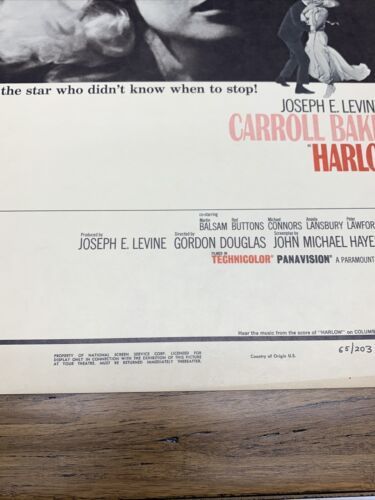 the star who didn't know when to stop!
JOSEPH E. LEVIN
CARROLL BAK
"HARLO
co-starring
Martin Red Michael Angela Peter
BALSAM BUTTONS CONNORS LANSBURY LAWFOR
Produced by Directed by Screenplay by
JOSEPH E. LEVINE GORDON DOUGLAS JOHN MICHAEL HAYE
FILMED IN
TECHNICOLOR® PANAVISION® A PARAMOUNT
Hear the music from the score of "HARLOW" on COLUM
PROPERTY OF NATIONAL SCREEN SERVICE CORP. LICENSED FOR
DISPLAY ONLY IN CONNECTION WITH THE EXHIBITION OF THIS PICTURE
AT YOUR THEATRE. MUST BE RETURNED IMMEDIATELY THEREAFTER.
Country of Origin U.S.
65/203